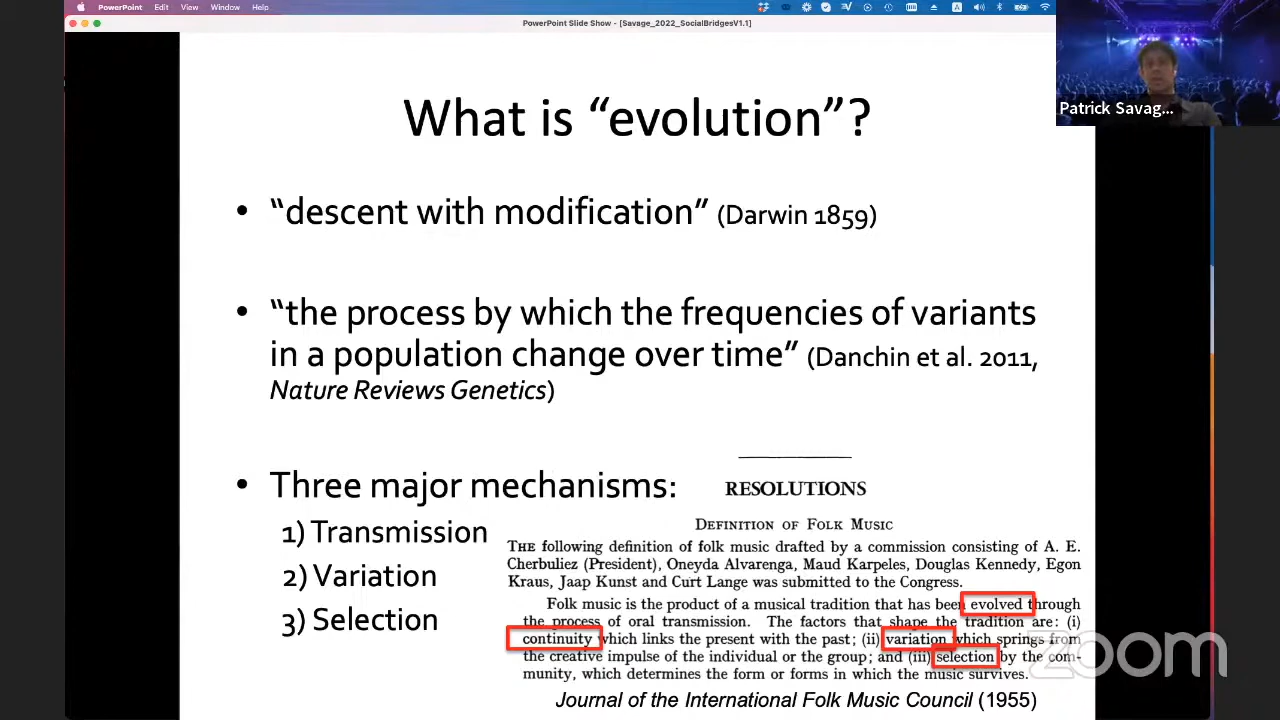 PowerPoint Edit View Window Help
PowerPoint Slide Show - [Savage_2022_SocialBridgesV1.1]
Patrick Savag...
What is “evolution”?
• “descent with modification” (Darwin 1859)
• “the process by which the frequencies of variants
in a population change over time” (Danchin et al. 2011,
Nature Reviews Genetics)
• Three major mechanisms:
1) Transmission
2) Variation
3) Selection
RESOLUTIONS
DEFINITION OF FOLK MUSIC
THE following definition of folk music drafted by a commission consisting of A. E.
Cherbuliez (President), Oneyda Alvarenga, Maud Karpeles, Douglas Kennedy, Egon
Kraus, Jaap Kunst and Curt Lange was submitted to the Congress.
Folk music is the product of a musical tradition that has been evolved through
the process of oral transmission. The factors that shape the tradition are: (i)
continuity which links the present with the past; (ii) variation which springs from
the creative impulse of the individual or the group; and (iii) selection by the com-
munity, which determines the form or forms in which the music survives.
Journal of the International Folk Music Council (1955)
zoom